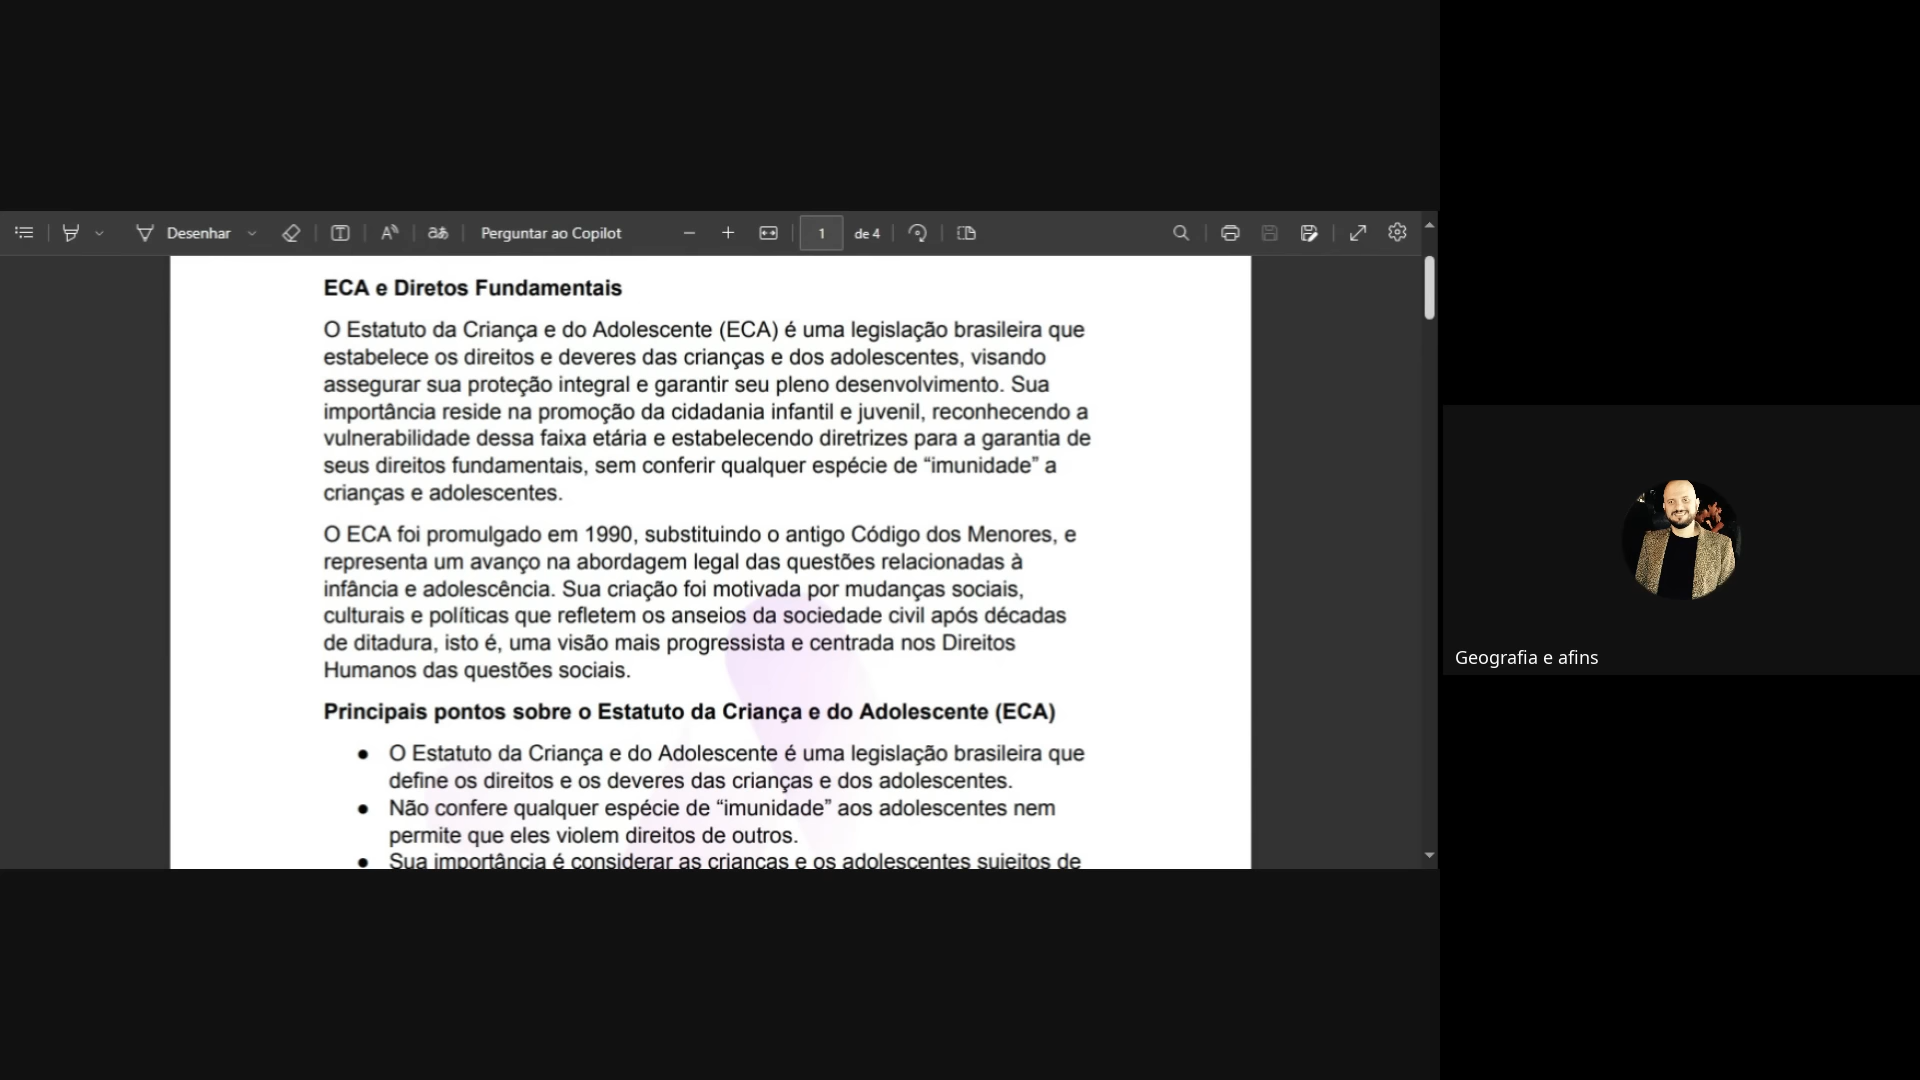 Desenhar
Perguntar ao Copilot
1
de 4
ECA e Diretos Fundamentais
O Estatuto da Criança e do Adolescente (ECA) é uma legislação brasileira que
estabelece os direitos e deveres das crianças e dos adolescentes, visando
assegurar sua proteção integral e garantir seu pleno desenvolvimento. Sua
importância reside na promoção da cidadania infantil e juvenil, reconhecendo a
vulnerabilidade dessa faixa etária e estabelecendo diretrizes para a garantia de
seus direitos fundamentais, sem conferir qualquer espécie de “imunidade” a
crianças e adolescentes.
O ECA foi promulgado em 1990, substituindo o antigo Código dos Menores, e
representa um avanço na abordagem legal das questões relacionadas à
infância e adolescência. Sua criação foi motivada por mudanças sociais,
culturais e políticas que refletem os anseios da sociedade civil após décadas
de ditadura, isto é, uma visão mais progressista e centrada nos Direitos
Humanos das questões sociais.
Principais pontos sobre o Estatuto da Criança e do Adolescente (ECA)
● O Estatuto da Criança e do Adolescente é uma legislação brasileira que
define os direitos e os deveres das crianças e dos adolescentes.
● Não confere qualquer espécie de “imunidade” aos adolescentes nem
permite que eles violem direitos de outros.
● Sua importância é considerar as crianças e os adolescentes sujeitos de
Geografia e afins